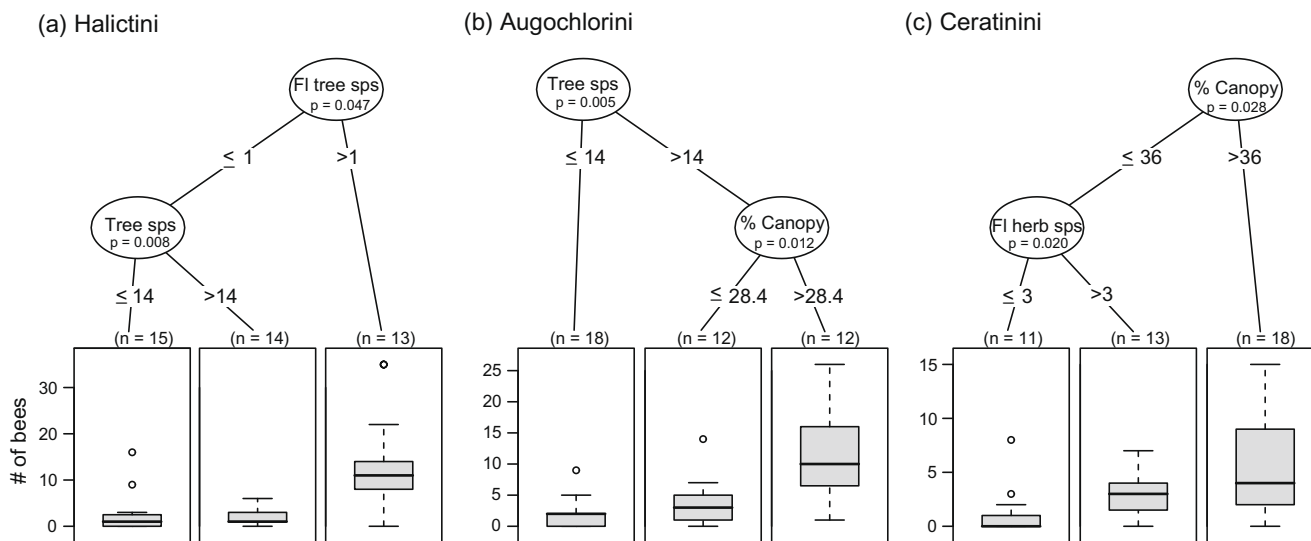 (a) Halictini
(b) Augochlorini
(c) Ceratinini
Fl tree sps
p = 0.047
≤ 1
>1
Tree sps
p = 0.008
≤ 14
>14
(n = 15)
(n = 14)
(n = 13)
# of bees
30
20
10
0
Tree sps
p = 0.005
≤ 14
>14
% Canopy
p = 0.012
≤ 28.4
>28.4
(n = 18)
(n = 12)
(n = 12)
25
20
15
10
5
0
% Canopy
p = 0.028
≤ 36
>36
Fl herb sps
p = 0.020
≤ 3
>3
(n = 11)
(n = 13)
(n = 18)
15
10
5
0